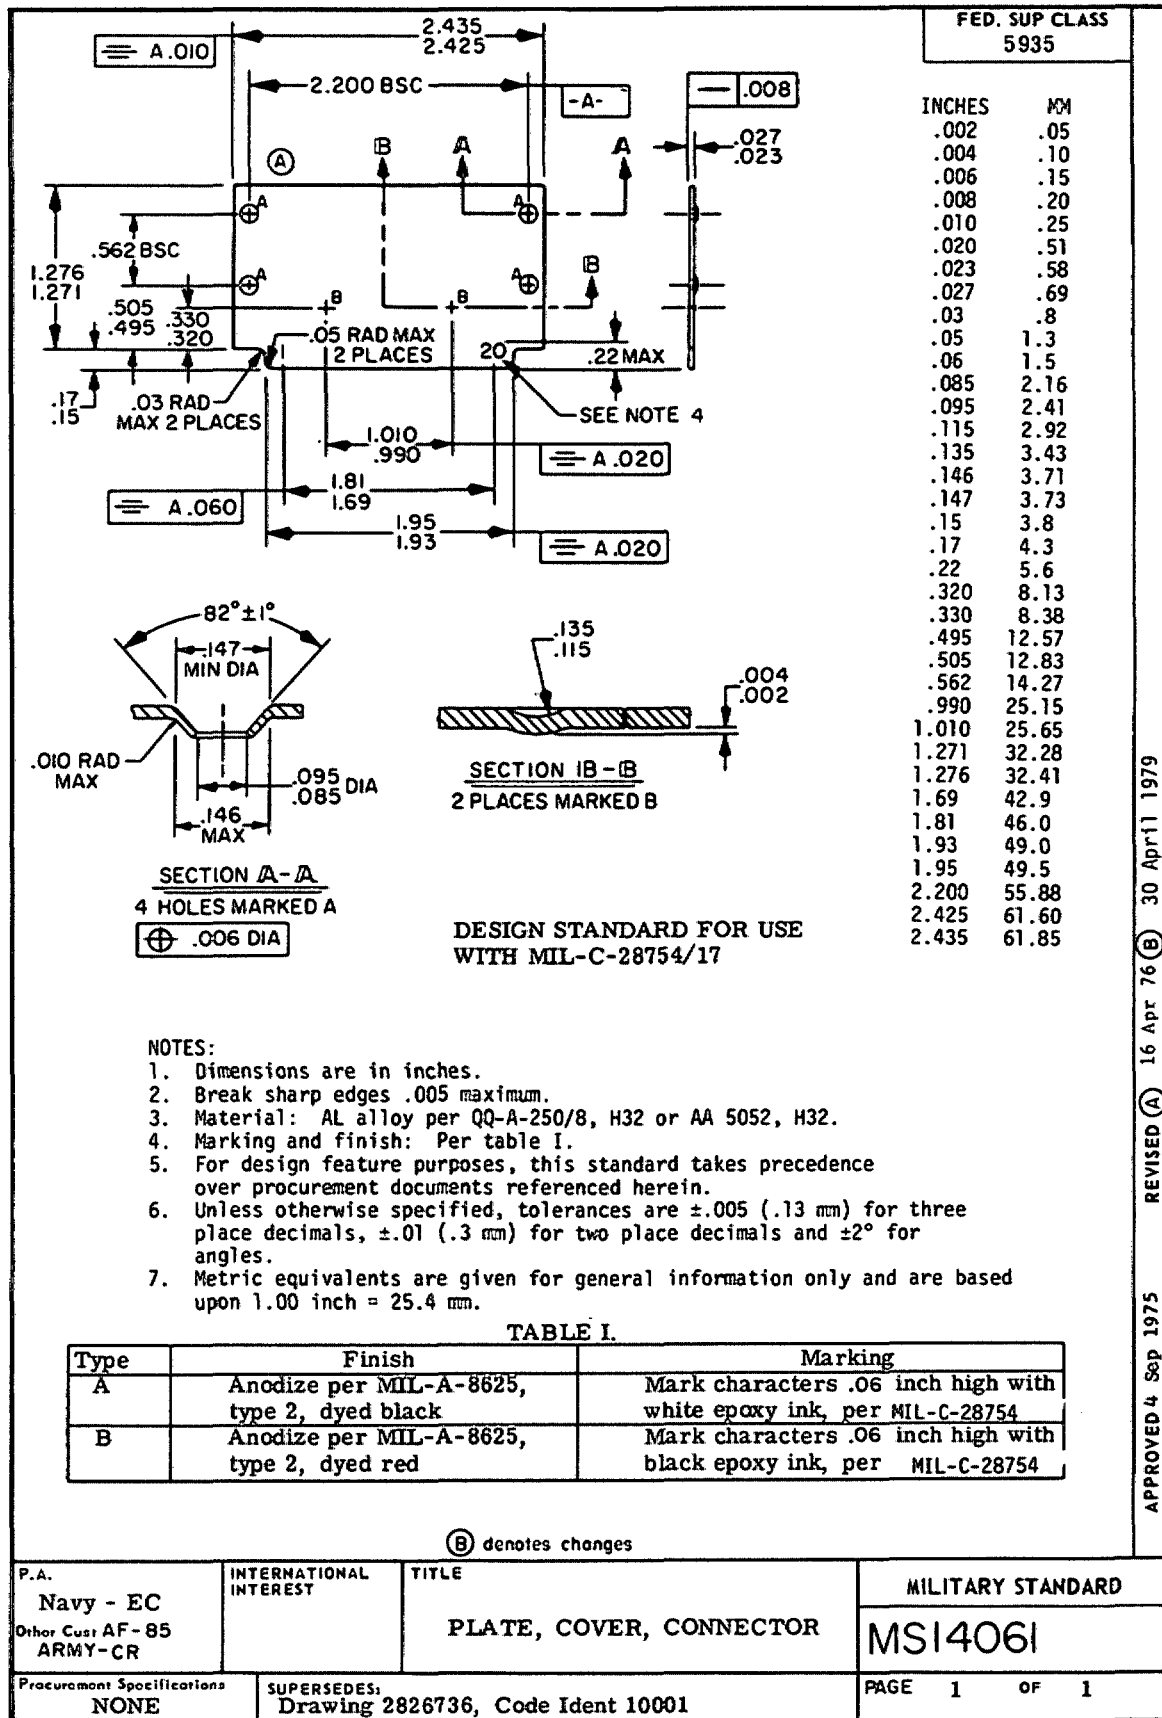 FED. SUP CLASS
5935
A .010
2.435
2.425
2.200 BSC
-A-
.008
.027
.023
B
A
A
A
A
A
.562 BSC
1.276
1.271
A
A
B
.505
.495
.330
.320
B
B
.05 RAD MAX
2 PLACES
20
.22 MAX
.17
.15
.03 RAD
MAX 2 PLACES
SEE NOTE 4
1.010
.990
A .020
1.81
1.69
A .060
1.95
1.93
A .020
INCHES MM
.002 .05
.004 .10
.006 .15
.008 .20
.010 .25
.020 .51
.023 .58
.027 .69
.03 .8
.05 1.3
.06 1.5
.085 2.16
.095 2.41
.115 2.92
.135 3.43
.146 3.71
.147 3.73
.15 3.8
.17 4.3
.22 5.6
.320 8.13
.330 8.38
.495 12.57
.505 12.83
.562 14.27
.990 25.15
1.010 25.65
1.271 32.28
1.276 32.41
1.69 42.9
1.81 46.0
1.93 49.0
1.95 49.5
2.200 55.88
2.425 61.60
2.435 61.85
82°±1°
.147
MIN DIA
.010 RAD
MAX
.095
.085 DIA
.146
MAX
SECTION A-A
4 HOLES MARKED A
⌖ .006 DIA
.135
.115
.004
.002
SECTION B-B
2 PLACES MARKED B
DESIGN STANDARD FOR USE
WITH MIL-C-28754/17
NOTES:
1. Dimensions are in inches.
2. Break sharp edges .005 maximum.
3. Material: AL alloy per QQ-A-250/8, H32 or AA 5052, H32.
4. Marking and finish: Per table I.
5. For design feature purposes, this standard takes precedence
over procurement documents referenced herein.
6. Unless otherwise specified, tolerances are ±.005 (.13 mm) for three
place decimals, ±.01 (.3 mm) for two place decimals and ±2° for
angles.
7. Metric equivalents are given for general information only and are based
upon 1.00 inch = 25.4 mm.
TABLE I.
Type Finish Marking
A Anodize per MIL-A-8625, Mark characters .06 inch high with
type 2, dyed black white epoxy ink, per MIL-C-28754
B Anodize per MIL-A-8625, Mark characters .06 inch high with
type 2, dyed red black epoxy ink, per MIL-C-28754
Ⓑ denotes changes
APPROVED 4 Sep 1975 REVISED Ⓐ 16 Apr 76 Ⓑ 30 April 1979
P.A.
Navy - EC
Other Cust AF-85
ARMY-CR
INTERNATIONAL
INTEREST
TITLE
PLATE, COVER, CONNECTOR
MILITARY STANDARD
MS14061
Procurement Specifications
NONE
SUPERSEDES:
Drawing 2826736, Code Ident 10001
PAGE 1 OF 1